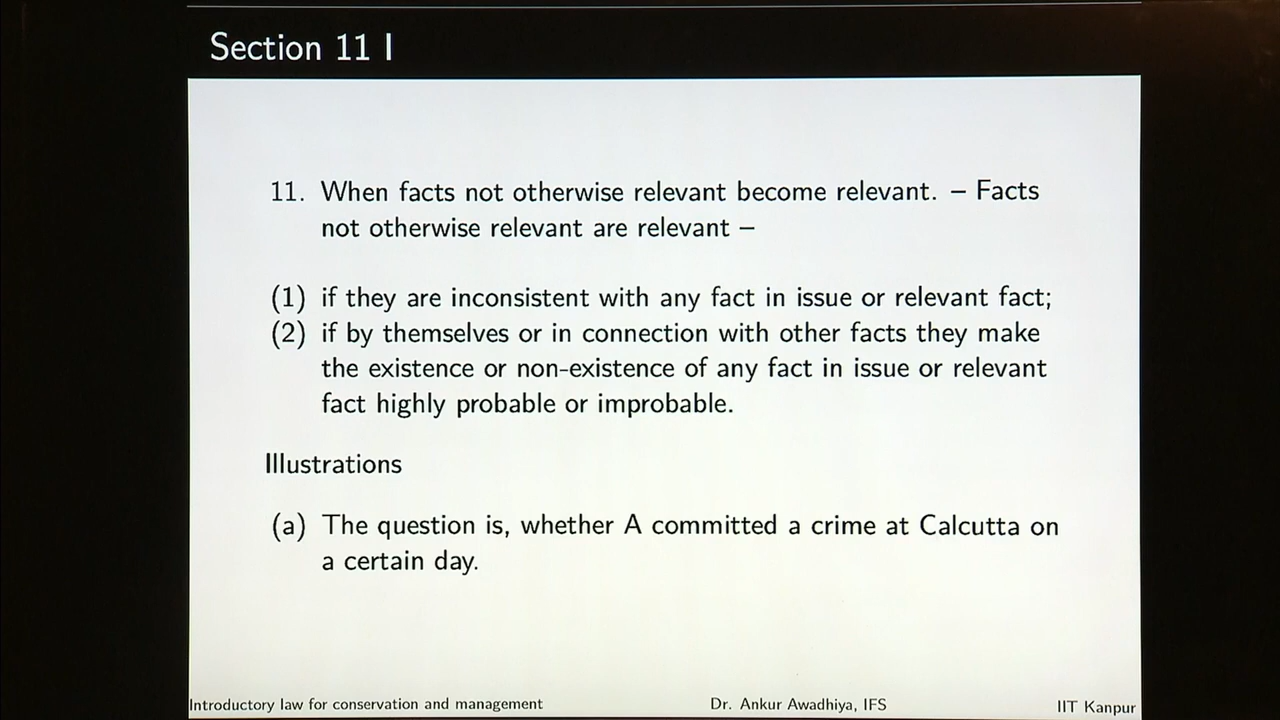 Section 11 I
11. When facts not otherwise relevant become relevant. – Facts
not otherwise relevant are relevant –
(1) if they are inconsistent with any fact in issue or relevant fact;
(2) if by themselves or in connection with other facts they make
the existence or non-existence of any fact in issue or relevant
fact highly probable or improbable.
Illustrations
(a) The question is, whether A committed a crime at Calcutta on
a certain day.
Introductory law for conservation and management Dr. Ankur Awadhiya, IFS IIT Kanpur